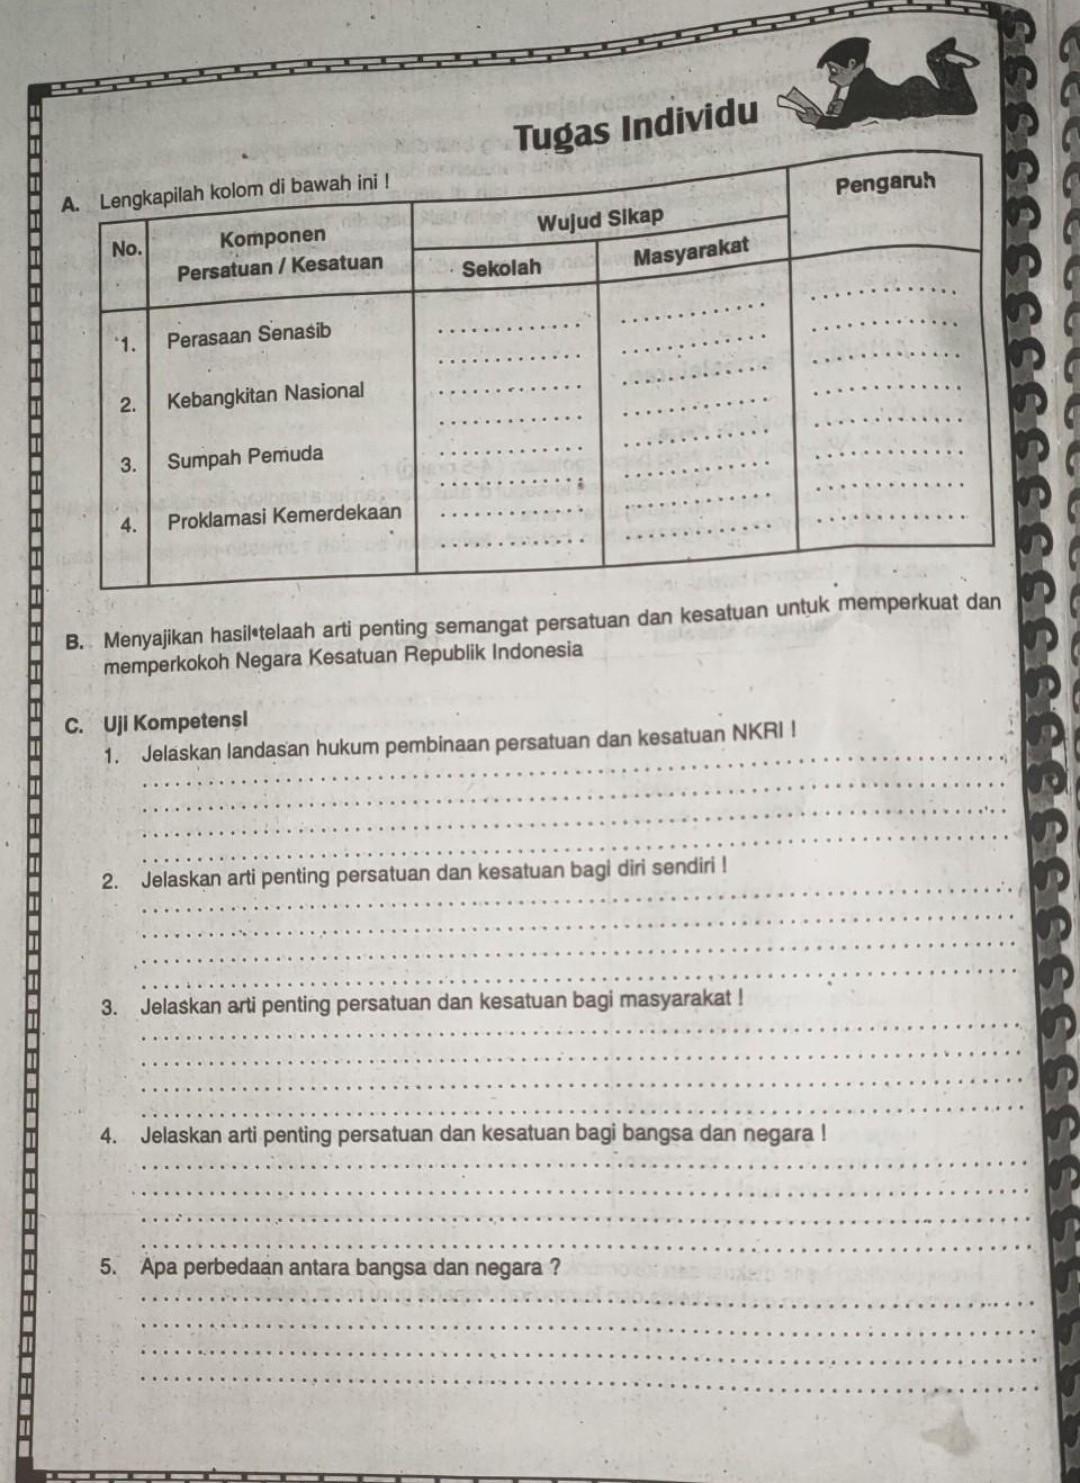 Tugas Individu
A. Lengkapilah kolom di bawah ini !
No.
Komponen
Persatuan / Kesatuan
Wujud Sikap
Pengaruh
Sekolah
Masyarakat
1. Perasaan Senasib
2. Kebangkitan Nasional
3. Sumpah Pemuda
4. Proklamasi Kemerdekaan
B. Menyajikan hasil telaah arti penting semangat persatuan dan kesatuan untuk memperkuat dan
memperkokoh Negara Kesatuan Republik Indonesia
C. Uji Kompetensi
1. Jelaskan landasan hukum pembinaan persatuan dan kesatuan NKRI !
2. Jelaskan arti penting persatuan dan kesatuan bagi diri sendiri !
3. Jelaskan arti penting persatuan dan kesatuan bagi masyarakat !
4. Jelaskan arti penting persatuan dan kesatuan bagi bangsa dan negara !
5. Apa perbedaan antara bangsa dan negara ?